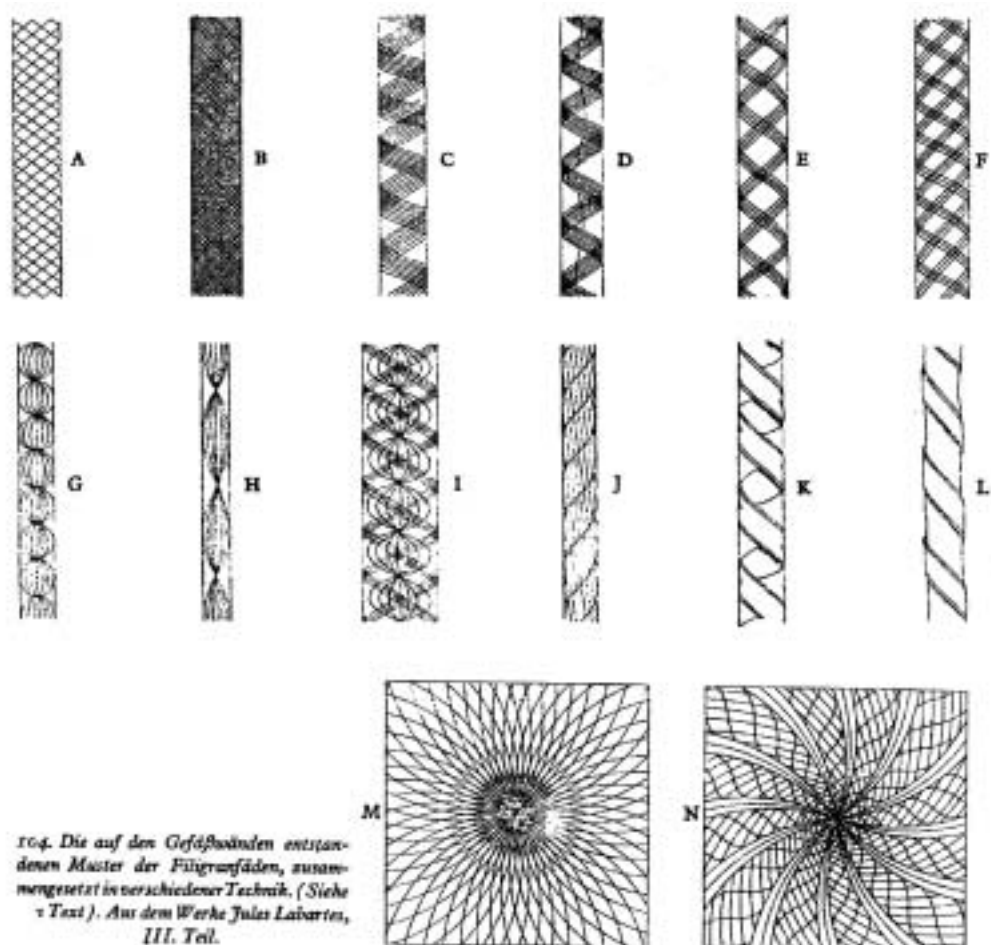 A
B
C
D
E
F
G
H
I
J
K
L
M
N
104. Die auf den Gefäßwänden entstan-
denen Muster der Filigranfäden, zusam-
mengesetzt in verschiedener Technik. (Siehe
Text). Aus dem Werke Jules Labartes,
III. Teil.